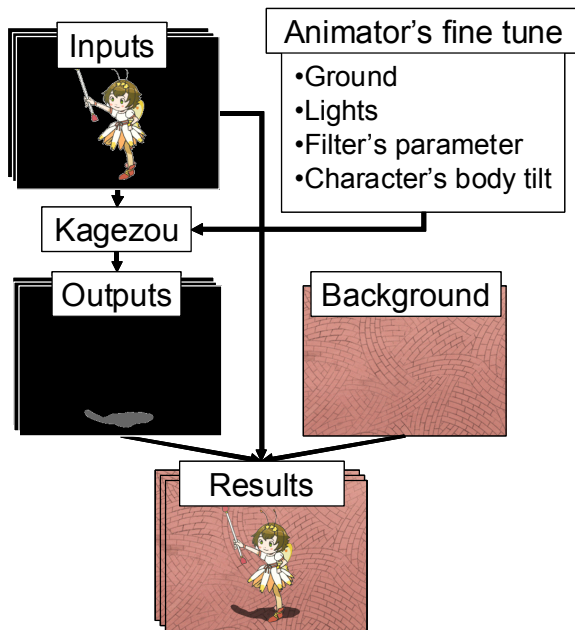 Inputs
Animator's fine tune
•Ground
•Lights
•Filter's parameter
•Character's body tilt
Kagezou
Outputs
Background
Results